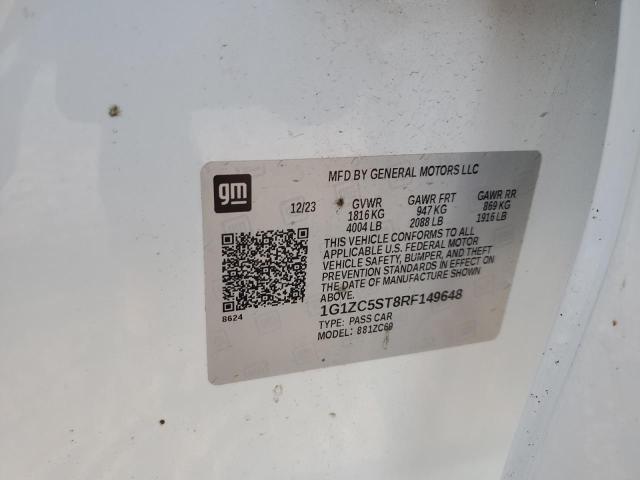 gm
MFD BY GENERAL MOTORS LLC
12/23 GVWR GAWR FRT GAWR RR
1816 KG 947 KG 869 KG
4004 LB 2088 LB 1916 LB
THIS VEHICLE CONFORMS TO ALL
APPLICABLE U.S. FEDERAL MOTOR
VEHICLE SAFETY, BUMPER, AND THEFT
PREVENTION STANDARDS IN EFFECT ON
THE DATE OF MANUFACTURE SHOWN
ABOVE.
8624
1G1ZC5ST8RF149648
TYPE: PASS CAR
MODEL: 881ZC69